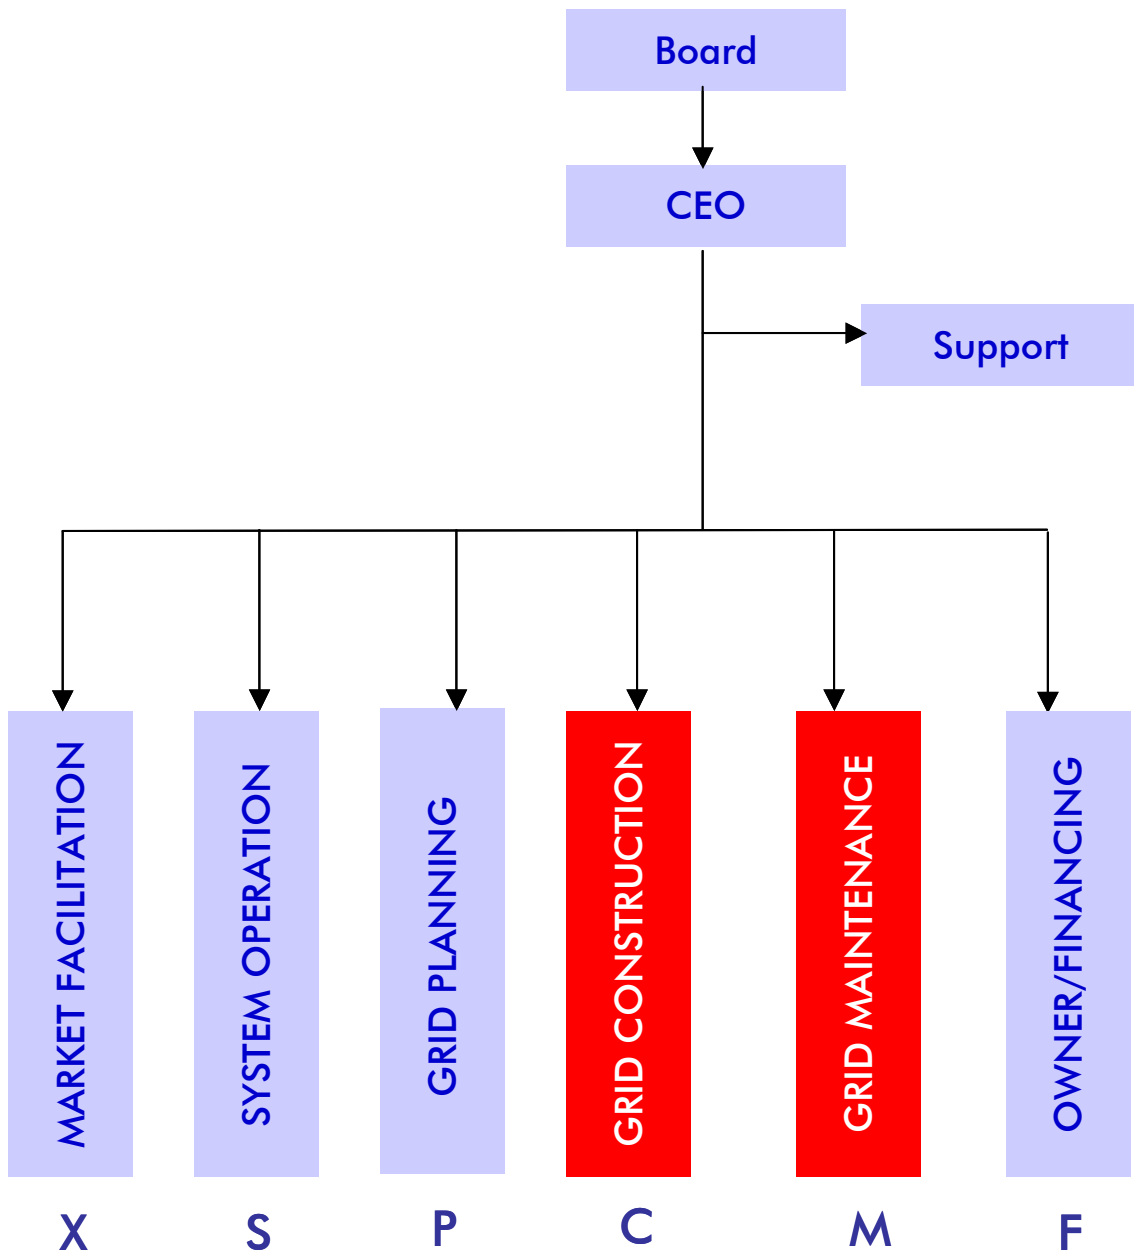 Board
CEO
Support
MARKET FACILITATION
SYSTEM OPERATION
GRID PLANNING
GRID CONSTRUCTION
GRID MAINTENANCE
OWNER/FINANCING
X
S
P
C
M
F